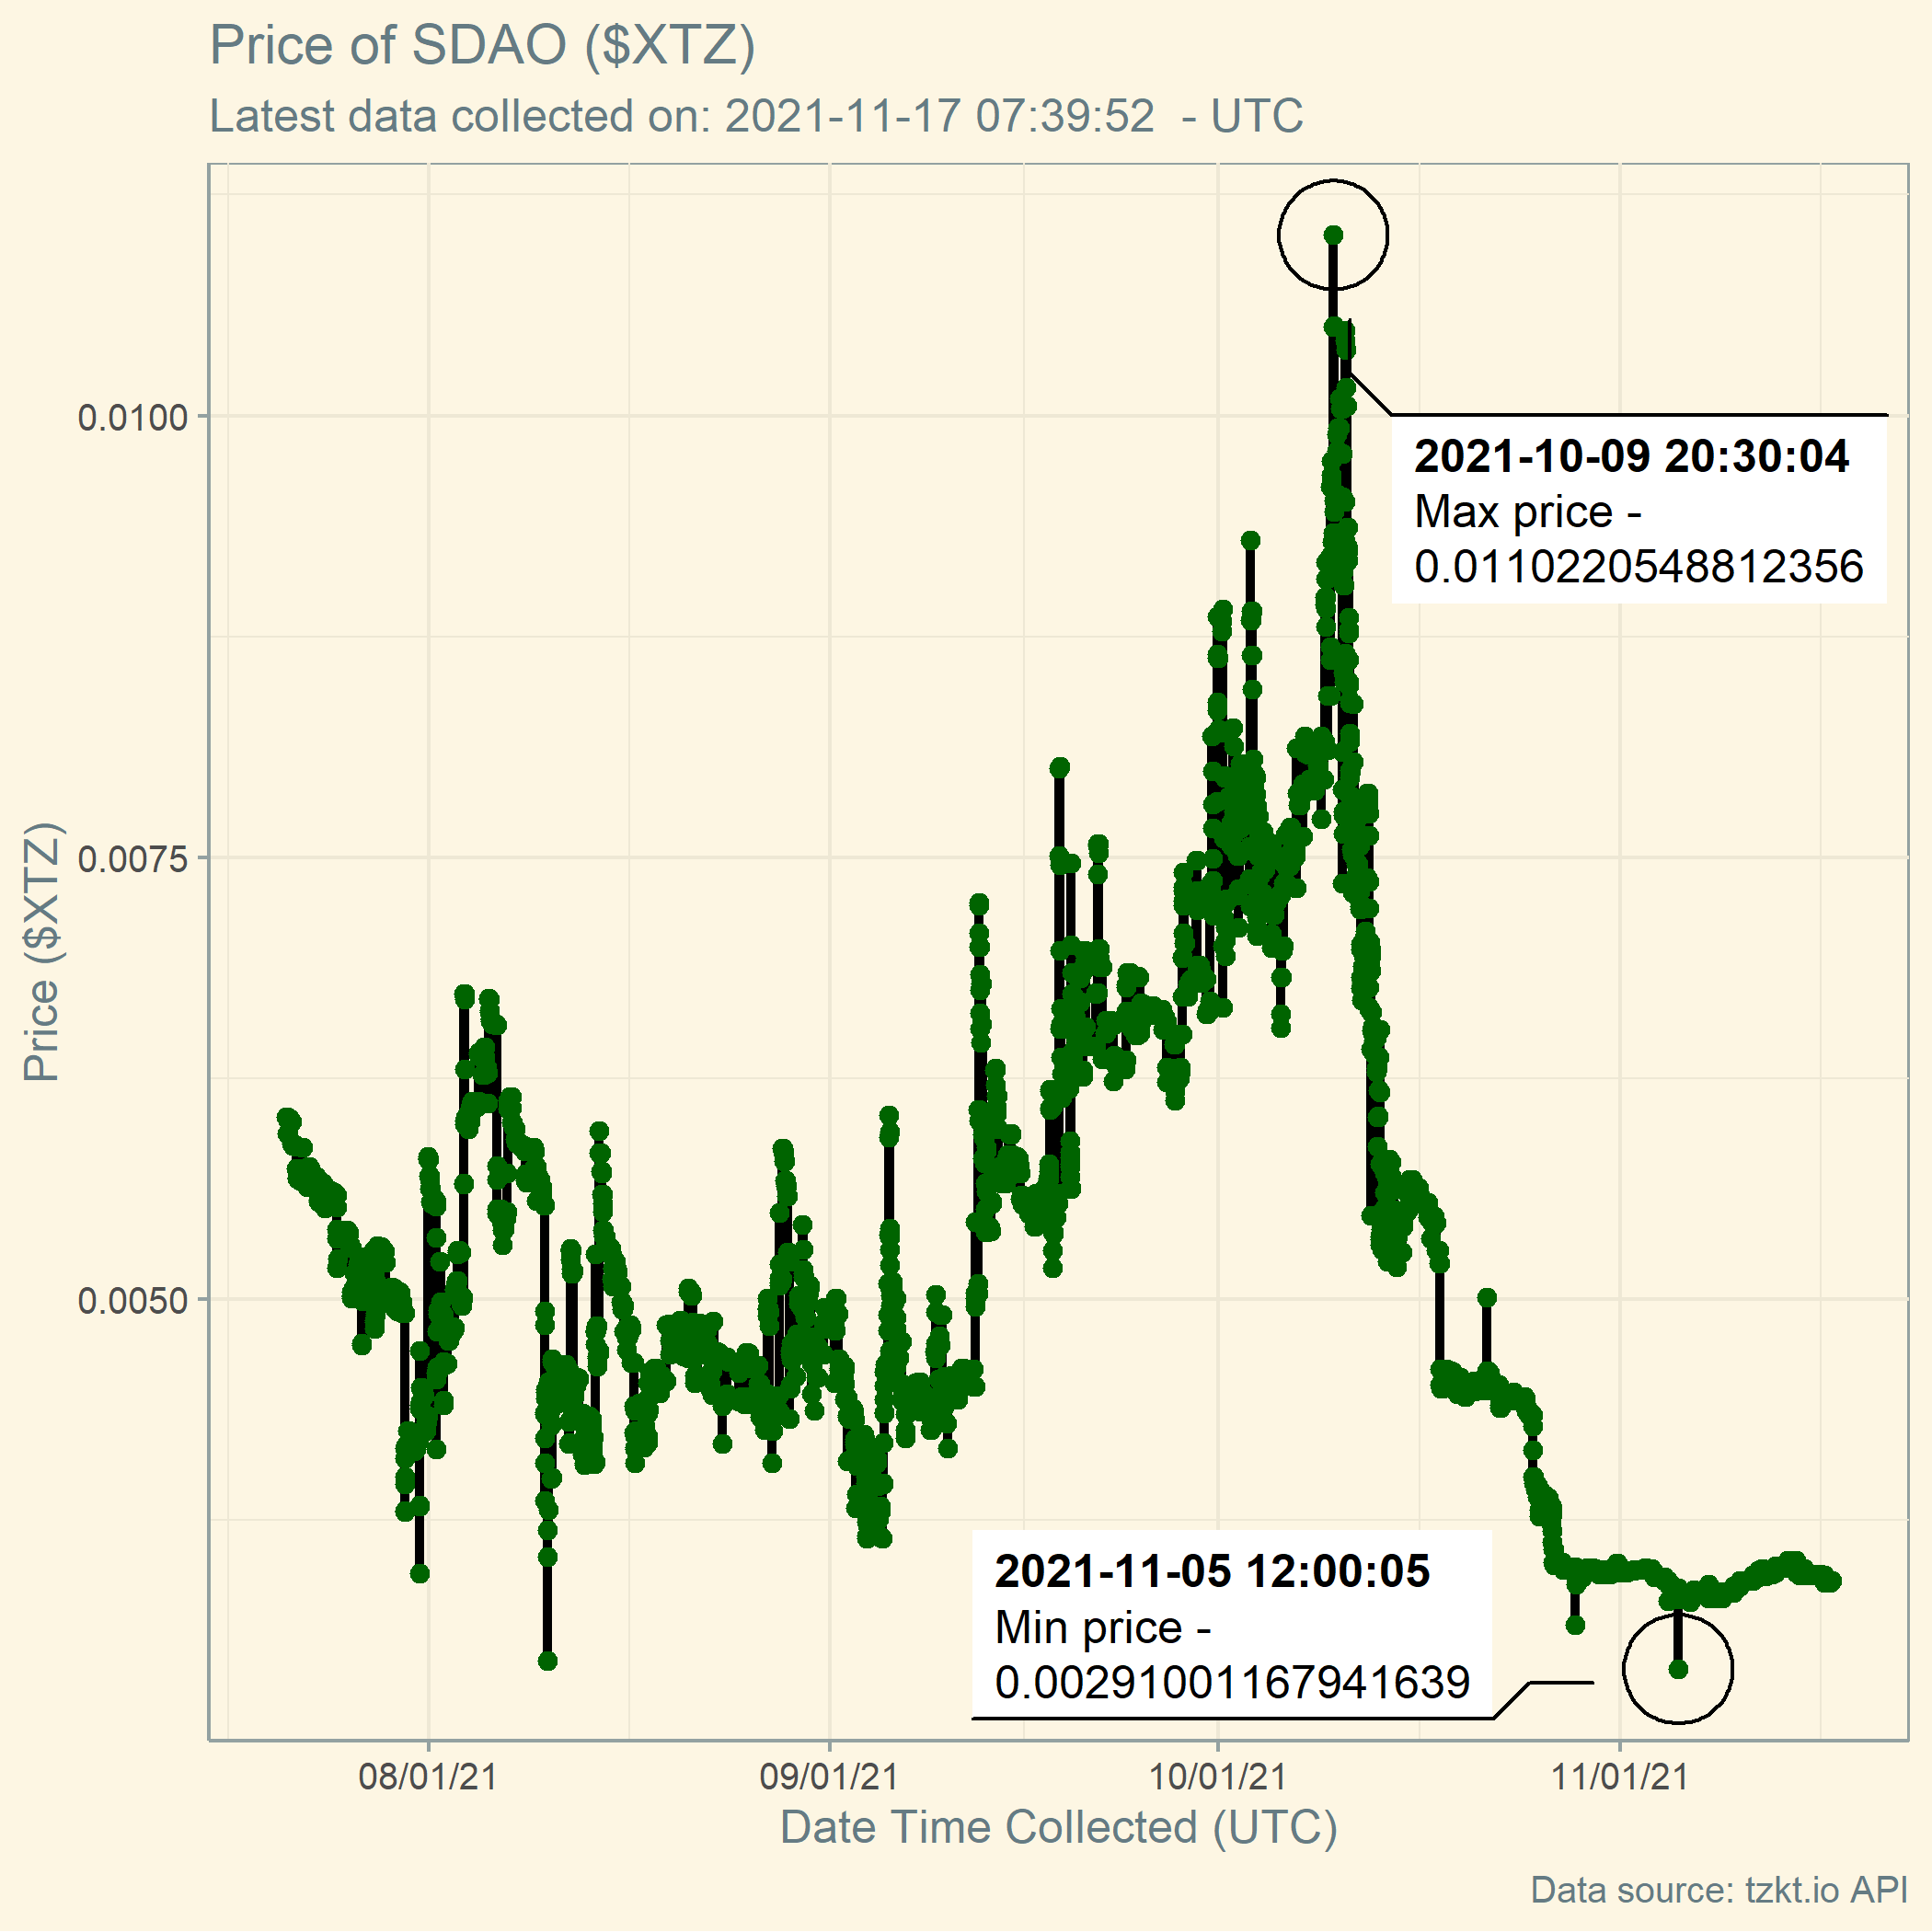 Price of SDAO ($XTZ)
Latest data collected on: 2021-11-17 07:39:52  - UTC
0.0100
2021-10-09 20:30:04
Max price -
0.0110220548812356
0.0075
Price ($XTZ)
0.0050
2021-11-05 12:00:05
Min price -
0.00291001167941639
08/01/21
09/01/21
10/01/21
11/01/21
Date Time Collected (UTC)
Data source: tzkt.io API